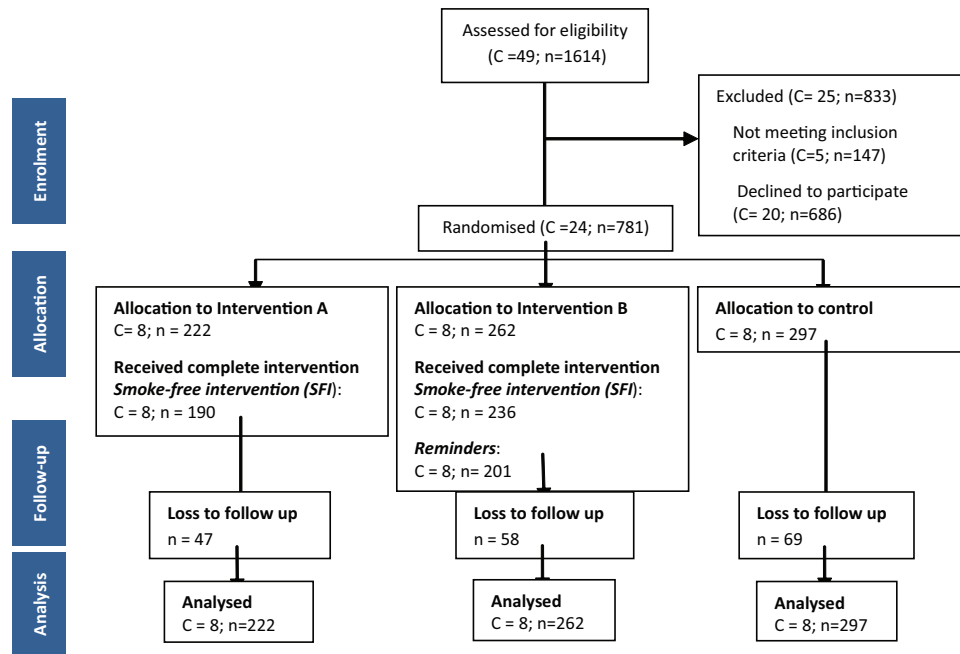 Assessed for eligibility
(C =49; n=1614)
Enrolment
Excluded (C= 25; n=833)
Not meeting inclusion
criteria (C=5; n=147)
Declined to participate
(C= 20; n=686)
Randomised (C =24; n=781)
Allocation
Allocation to Intervention A
C= 8; n = 222
Received complete intervention
Smoke-free intervention (SFI):
C = 8; n = 190
Allocation to Intervention B
C = 8; n = 262
Received complete intervention
Smoke-free intervention (SFI):
C = 8; n = 236
Reminders:
C = 8; n= 201
Allocation to control
C = 8; n = 297
Follow-up
Loss to follow up
n = 47
Loss to follow up
n = 58
Loss to follow up
n = 69
Analysis
Analysed
C = 8; n=222
Analysed
C = 8; n=262
Analysed
C = 8; n=297